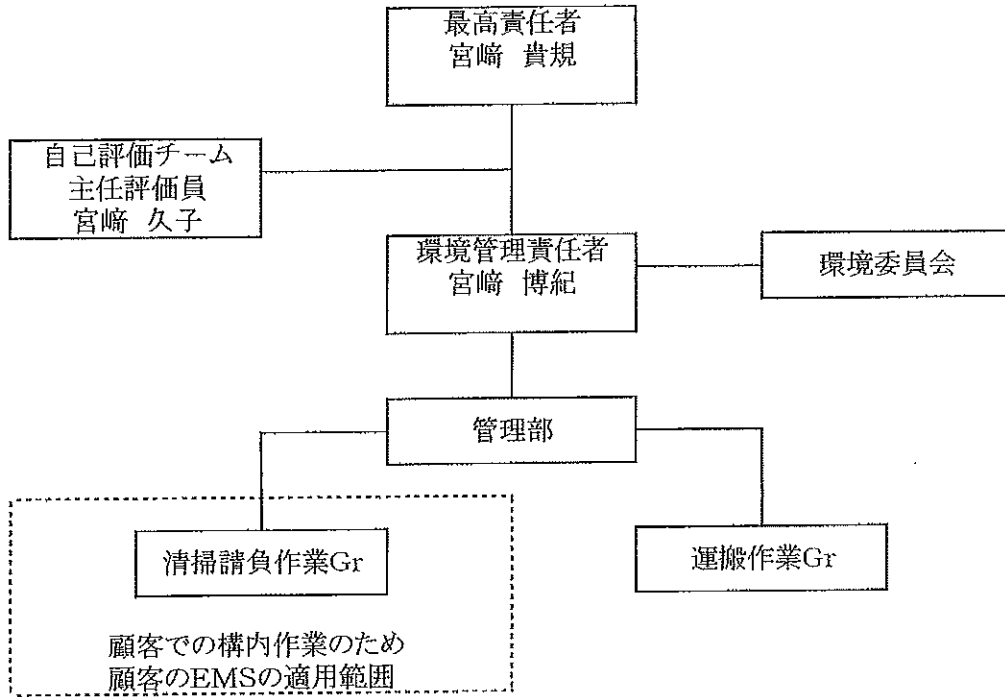 最高責任者
宮﨑 貴規
自己評価チーム
主任評価員
宮﨑 久子
環境管理責任者
宮﨑 博紀
環境委員会
管理部
清掃請負作業Gr
運搬作業Gr
顧客での構内作業のため
顧客のEMSの適用範囲